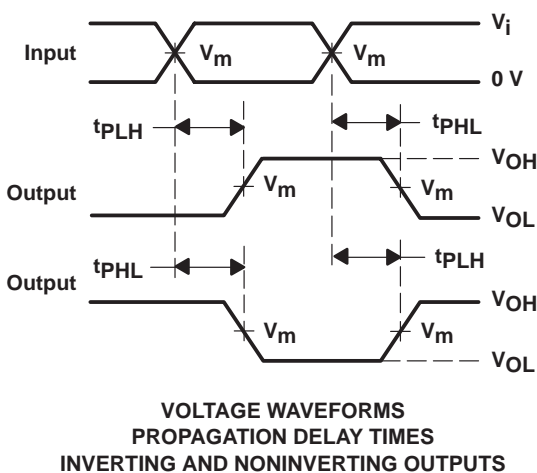 Vi
Input Vm Vm
0 V
tPLH tPHL
VOH
Output Vm Vm
VOL
tPHL tPLH
Output VOH
Vm Vm
VOL
VOLTAGE WAVEFORMS
PROPAGATION DELAY TIMES
INVERTING AND NONINVERTING OUTPUTS